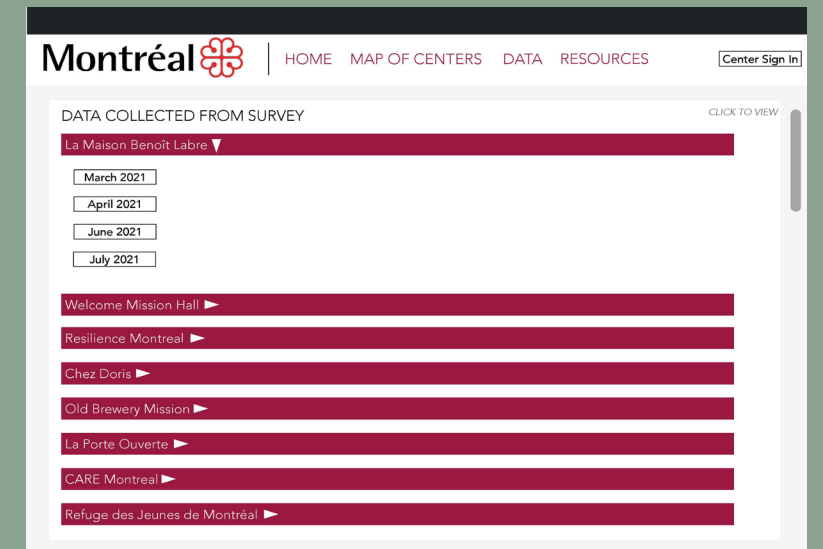 Montréal
HOME MAP OF CENTERS DATA RESOURCES
Center Sign In
DATA COLLECTED FROM SURVEY
CLICK TO VIEW
La Maison Benoît Labre
March 2021
April 2021
June 2021
July 2021
Welcome Mission Hall
Resilience Montreal
Chez Doris
Old Brewery Mission
La Porte Ouverte
CARE Montreal
Refuge des Jeunes de Montréal